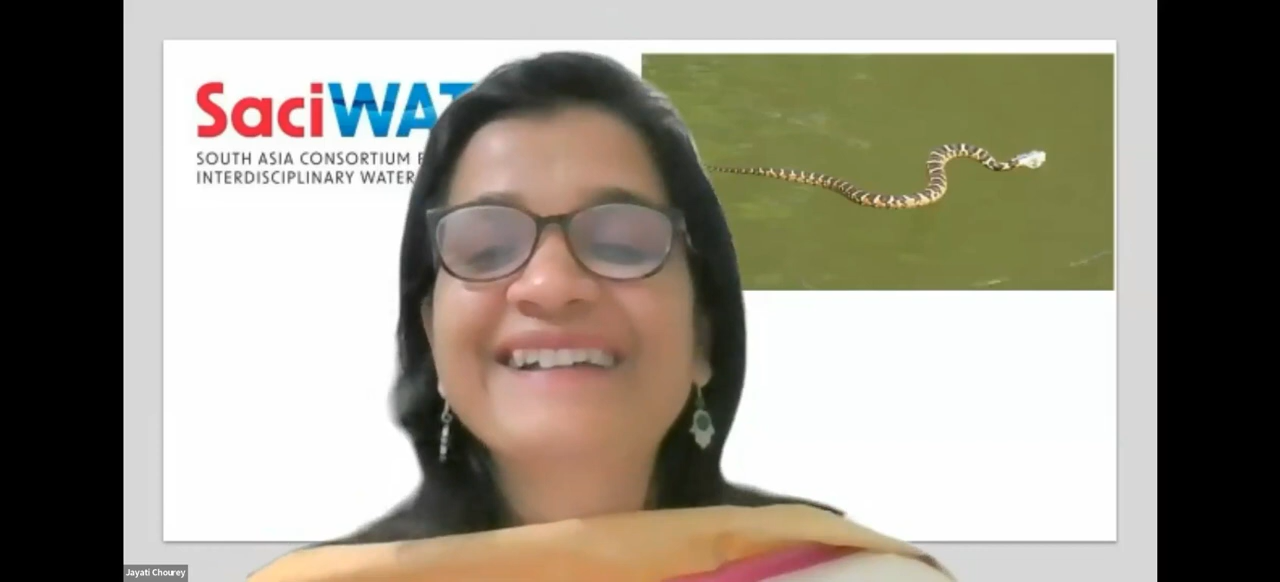 SaciWAT
SOUTH ASIA CONSORTIUM
INTERDISCIPLINARY WATER
Jayati Chourey